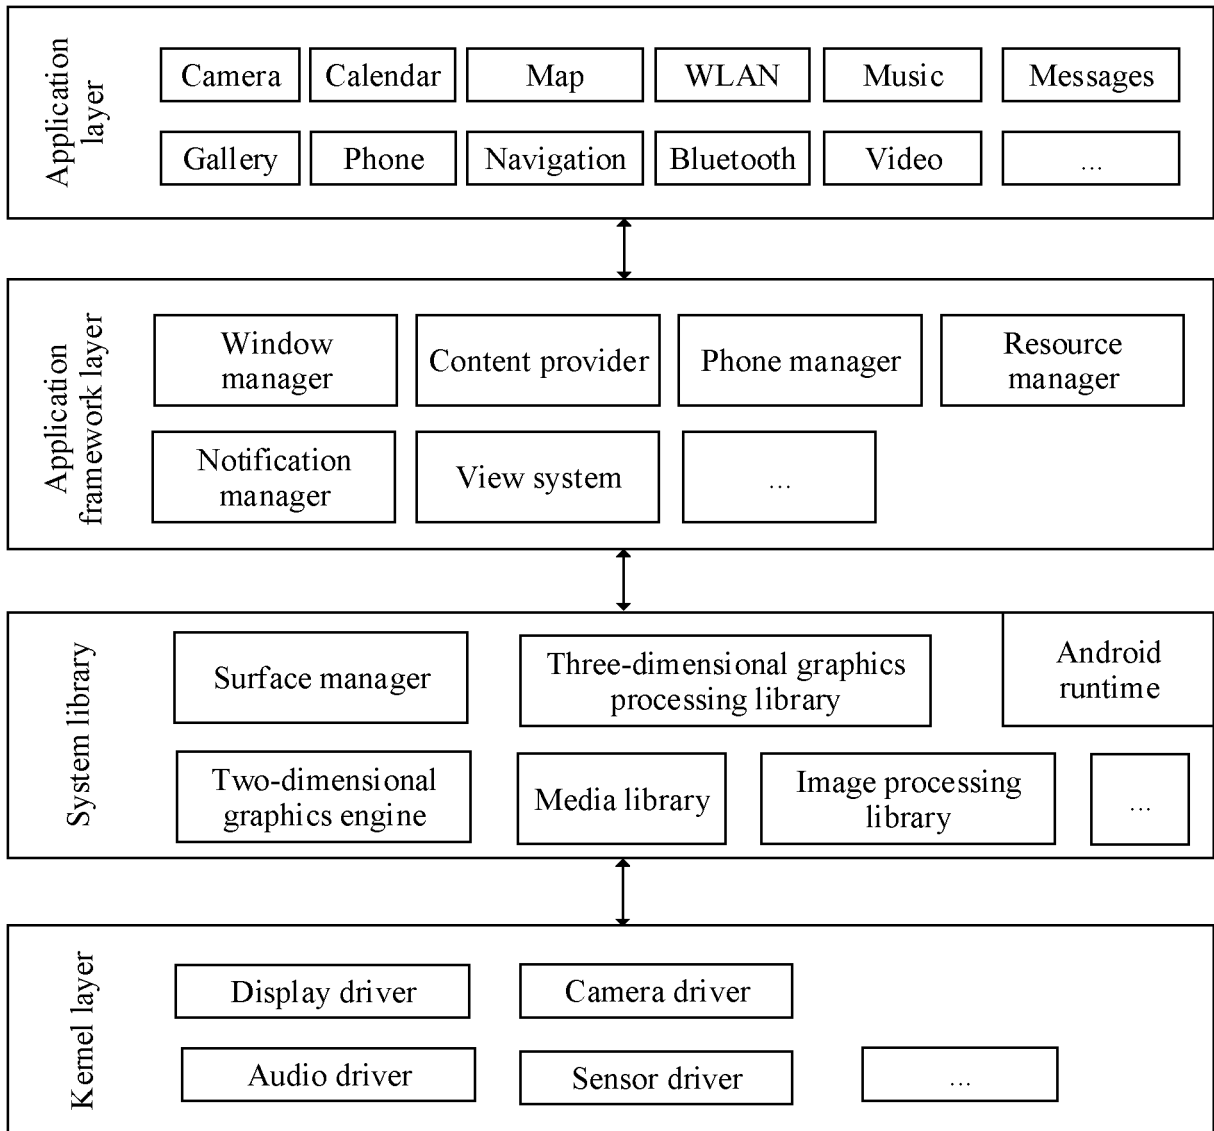 Application
layer
Camera
Calendar
Map
WLAN
Music
Messages
Gallery
Phone
Navigation
Bluetooth
Video
...
Application
framework layer
Window
manager
Content provider
Phone manager
Resource
manager
Notification
manager
View system
...
System library
Surface manager
Three-dimensional graphics
processing library
Android
runtime
Two-dimensional
graphics engine
Media library
Image processing
library
...
Kernel layer
Display driver
Camera driver
Audio driver
Sensor driver
...